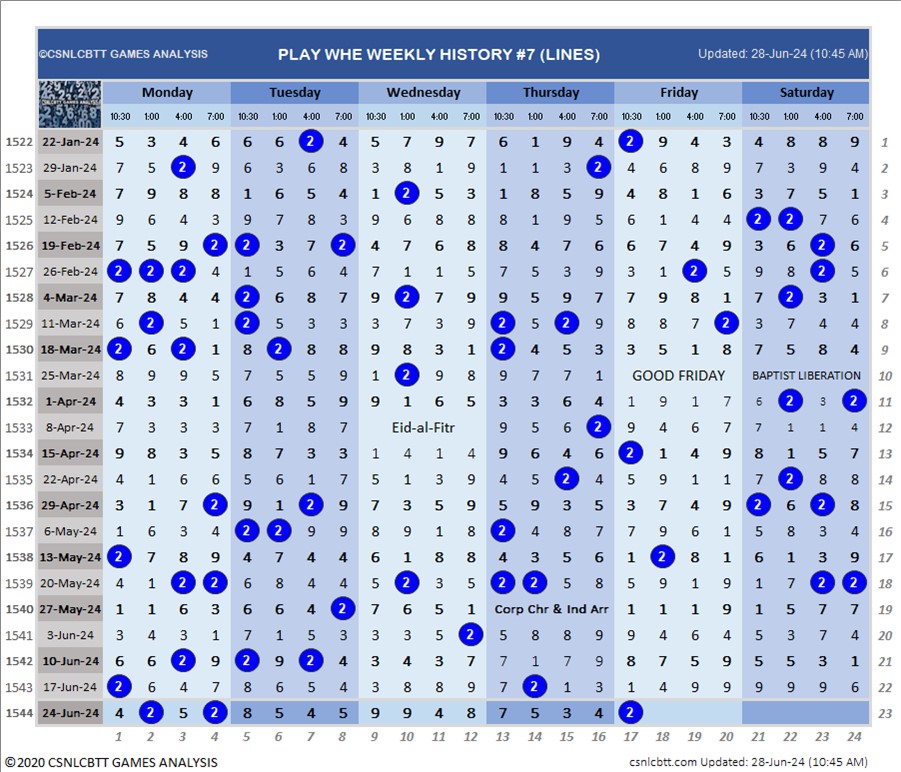 ©CSNLCBTT GAMES ANALYSIS PLAY WHE WEEKLY HISTORY #7 (LINES) Updated: 28-Jun-24 (10:45 AM)
Monday Tuesday Wednesday Thursday Friday Saturday
CSNLCBTT GAMES ANALYSIS 10:30 1:00 4:00 7:00 10:30 1:00 4:00 7:00 10:30 1:00 4:00 7:00 10:30 1:00 4:00 7:00 10:30 1:00 4:00 7:00 10:30 1:00 4:00 7:00
1522 22-Jan-24 5 3 4 6 6 6 2 4 5 7 9 7 6 1 9 4 2 9 4 3 4 8 8 9 1
1523 29-Jan-24 7 5 2 9 6 3 6 8 3 8 1 9 1 1 3 2 4 6 8 9 7 3 9 4 2
1524 5-Feb-24 7 9 8 8 1 6 5 4 1 2 5 3 1 8 5 9 4 8 1 6 3 7 5 1 3
1525 12-Feb-24 9 6 4 3 9 7 8 3 9 6 8 8 8 1 9 5 6 1 4 4 2 2 7 6 4
1526 19-Feb-24 7 5 9 2 2 3 7 2 4 7 6 8 8 4 7 6 6 7 4 9 3 6 2 6 5
1527 26-Feb-24 2 2 2 4 1 5 6 4 7 1 1 5 7 5 3 9 3 1 2 5 9 8 2 5 6
1528 4-Mar-24 7 8 4 4 2 6 8 7 9 2 7 9 9 5 9 7 7 9 8 1 7 2 3 1 7
1529 11-Mar-24 6 2 5 1 2 5 3 3 3 7 3 9 2 5 2 9 8 8 7 2 3 7 4 4 8
1530 18-Mar-24 2 6 2 1 8 2 8 8 9 8 3 1 2 4 5 3 3 5 1 8 7 5 8 4 9
1531 25-Mar-24 8 9 9 5 7 5 5 9 1 2 9 8 9 7 7 1 GOOD FRIDAY BAPTIST LIBERATION 10
1532 1-Apr-24 4 3 3 1 6 8 5 9 9 1 6 5 3 3 6 4 1 9 1 7 6 2 3 2 11
1533 8-Apr-24 7 3 3 3 7 1 8 7 Eid-al-Fitr 9 5 6 2 9 4 6 7 7 1 1 4 12
1534 15-Apr-24 9 8 3 5 8 7 3 3 1 4 1 4 9 6 4 6 2 1 4 9 8 1 5 7 13
1535 22-Apr-24 4 1 6 6 5 6 1 7 5 1 3 9 4 5 2 4 7 1 4 9 7 2 8 8 14
1536 29-Apr-24 3 1 7 2 9 1 2 9 7 3 5 9 5 9 3 5 3 7 4 9 2 6 2 8 15
1537 6-May-24 1 6 3 4 2 2 9 9 8 9 1 8 2 4 8 7 7 9 6 1 5 8 3 4 16
1538 13-May-24 2 7 8 9 4 7 4 4 6 1 8 8 4 3 5 6 1 2 8 1 6 1 3 9 17
1539 20-May-24 4 1 2 2 6 8 4 4 5 2 3 5 2 2 5 8 5 9 1 9 1 7 2 2 18
1540 27-May-24 1 1 6 3 6 6 4 2 7 6 5 1 Corp Chr & Ind Arr 1 1 1 9 1 5 7 7 19
1541 3-Jun-24 3 4 3 1 7 1 5 3 3 3 5 2 5 8 8 9 9 4 6 4 5 3 7 4 20
1542 10-Jun-24 6 6 2 9 2 9 2 4 3 4 3 7 7 1 7 9 8 7 5 9 5 5 3 1 21
1543 17-Jun-24 2 6 4 7 8 6 5 4 3 8 8 9 7 2 1 3 1 4 9 9 9 9 9 6 22
1544 24-Jun-24 4 2 5 2 8 5 4 5 9 9 4 8 7 5 3 4 2 23
1 2 3 4 5 6 7 8 9 10 11 12 13 14 15 16 17 18 19 20 21 22 23 24
©2020 CSNLCBTT GAMES ANALYSIS csnlcbtt.com Updated: 28-Jun-24 (10:45 AM)